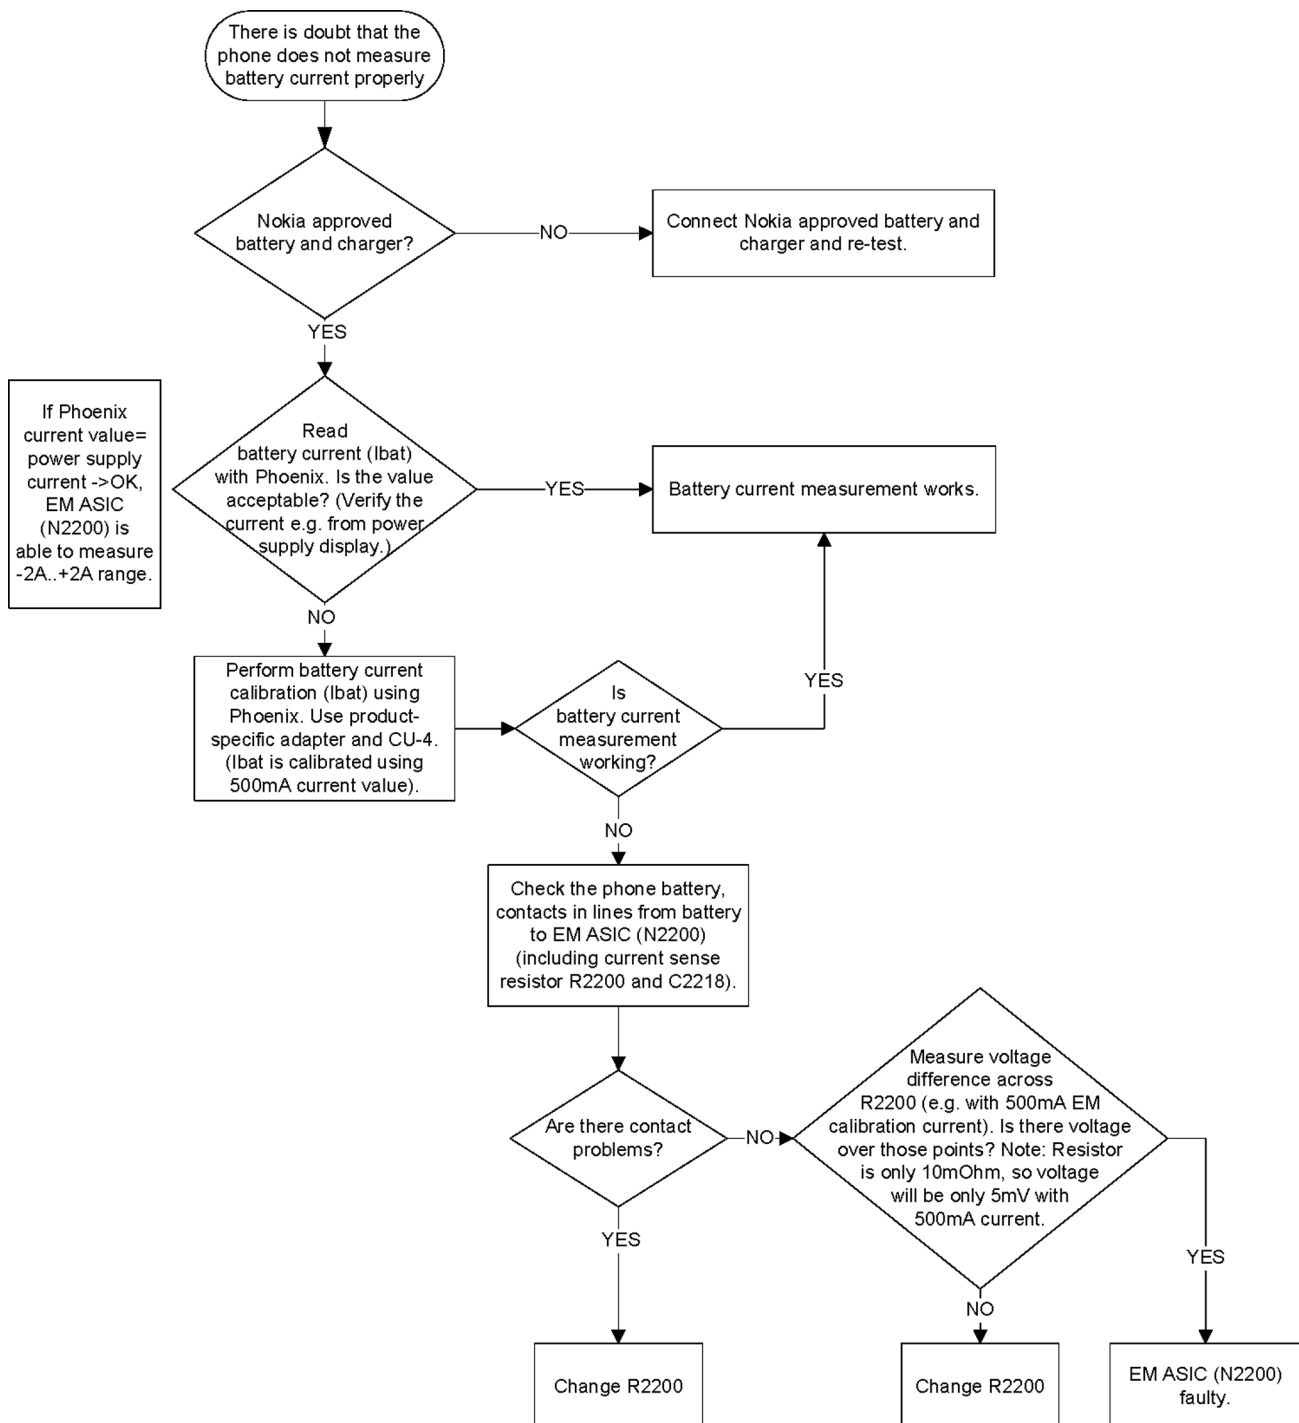 There is doubt that the
phone does not measure
battery current properly
Nokia approved
battery and charger?
NO
Connect Nokia approved battery and
charger and re-test.
YES
If Phoenix
current value=
power supply
current ->OK,
EM ASIC
(N2200) is
able to measure
-2A..+2A range.
Read
battery current (Ibat)
with Phoenix. Is the value
acceptable? (Verify the
current e.g. from power
supply display.)
YES
Battery current measurement works.
NO
Perform battery current
calibration (Ibat) using
Phoenix. Use product-
specific adapter and CU-4.
(Ibat is calibrated using
500mA current value).
Is
battery current
measurement
working?
YES
NO
Check the phone battery,
contacts in lines from battery
to EM ASIC (N2200)
(including current sense
resistor R2200 and C2218).
Are there contact
problems?
NO
Measure voltage
difference across
R2200 (e.g. with 500mA EM
calibration current). Is there voltage
over those points? Note: Resistor
is only 10mOhm, so voltage
will be only 5mV with
500mA current.
YES
YES
NO
Change R2200
Change R2200
EM ASIC (N2200)
faulty.